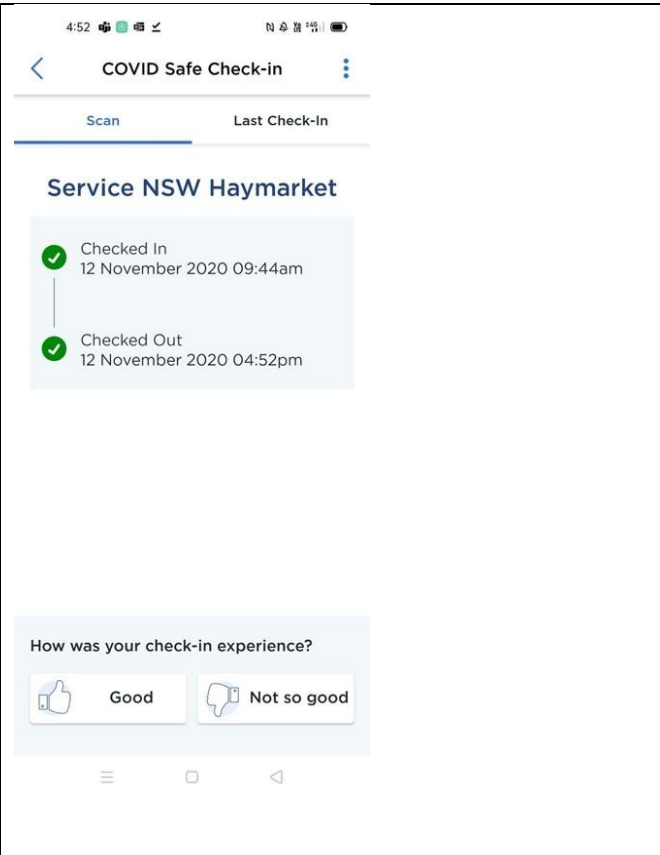 4:52
COVID Safe Check-in
Scan
Last Check-In
Service NSW Haymarket
Checked In
12 November 2020 09:44am
Checked Out
12 November 2020 04:52pm
How was your check-in experience?
Good
Not so good